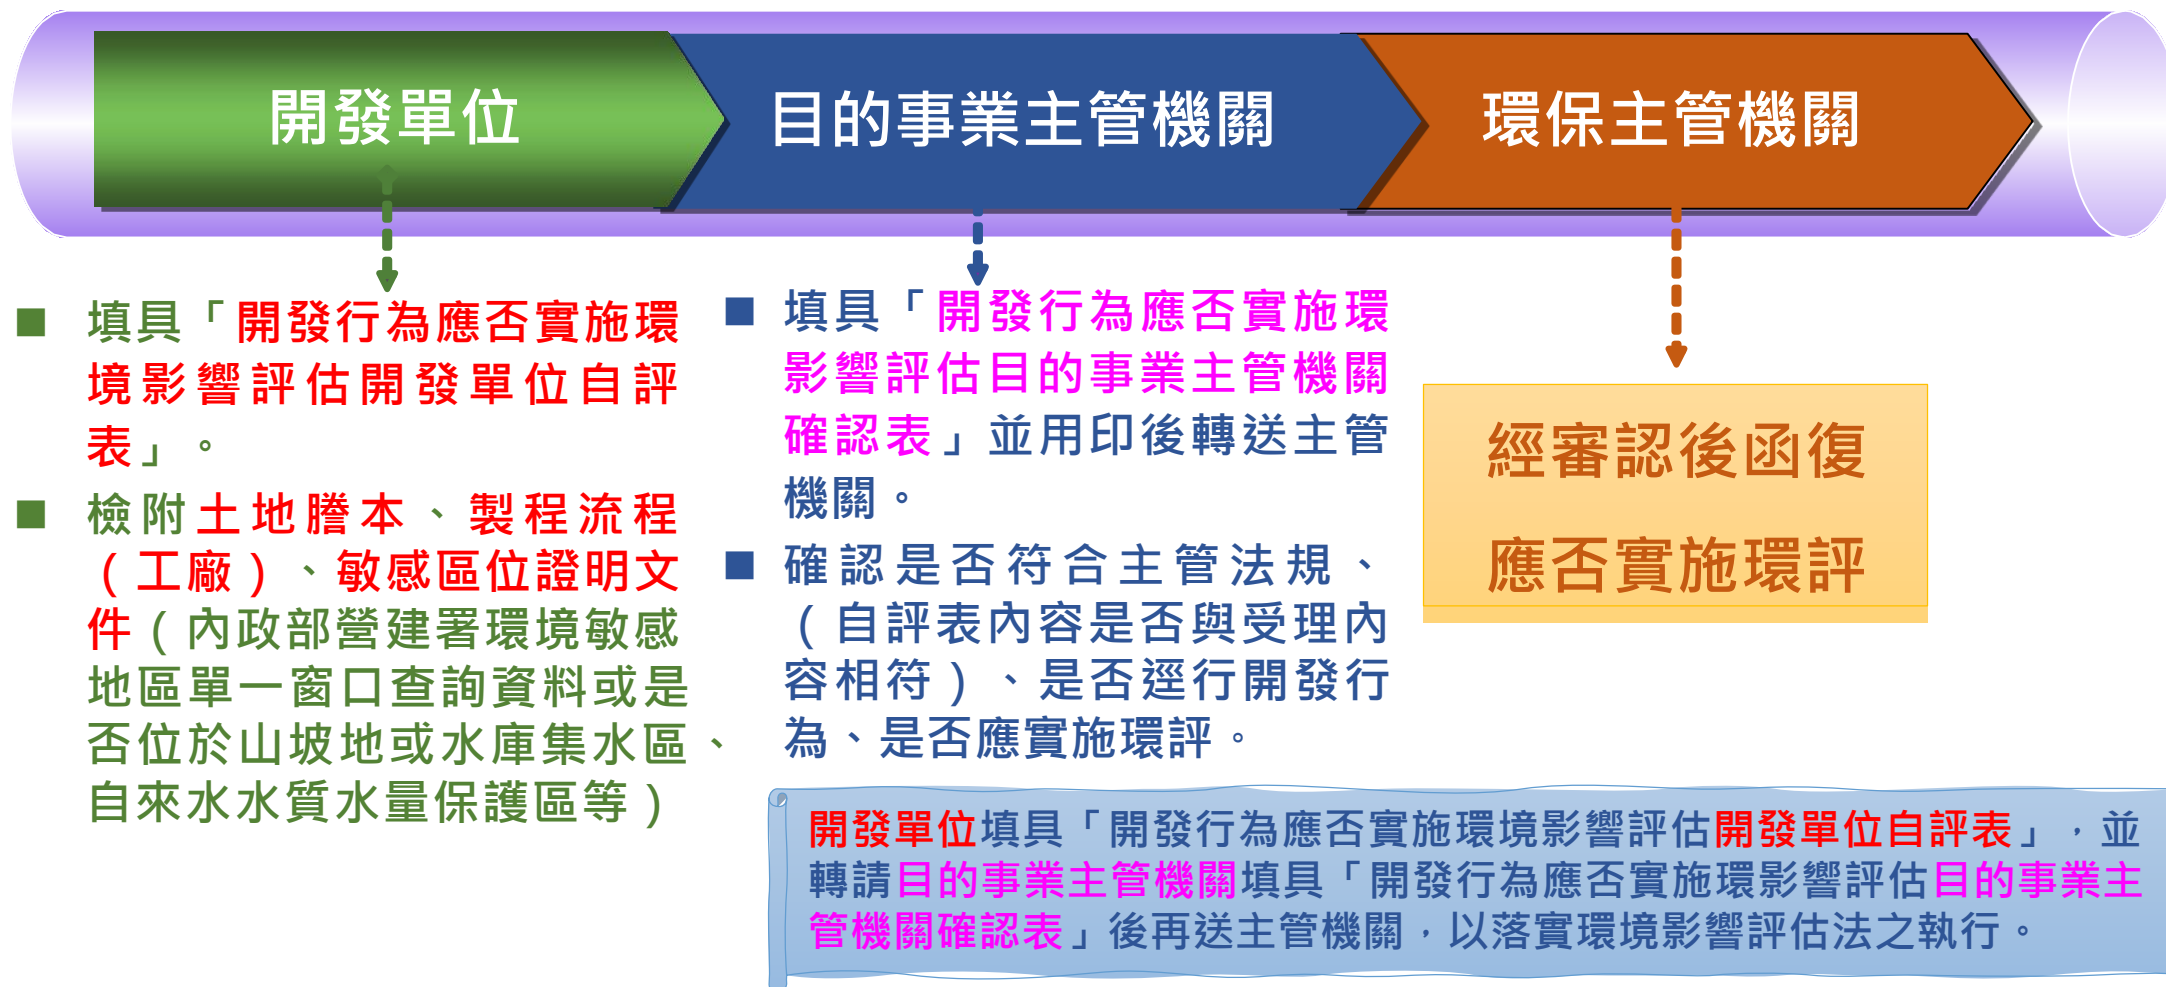 開發單位
目的事業主管機關
環保主管機關
■ 填具「開發行為應否實施環
境影響評估開發單位自評
表」。
■ 檢附土地謄本、製程流程
（工廠）、敏感區位證明文
件（內政部營建署環境敏感
地區單一窗口查詢資料或是
否位於山坡地或水庫集水區、
自來水水質水量保護區等）
■ 填具「開發行為應否實施環
影響評估目的事業主管機關
確認表」並用印後轉送主管
機關。
■ 確認是否符合主管法規、
（自評表內容是否與受理內
容相符）、是否逕行開發行
為、是否應實施環評。
經審認後函復
應否實施環評
開發單位填具「開發行為應否實施環境影響評估開發單位自評表」，並
轉請目的事業主管機關填具「開發行為應否實施環影響評估目的事業主
管機關確認表」後再送主管機關，以落實環境影響評估法之執行。